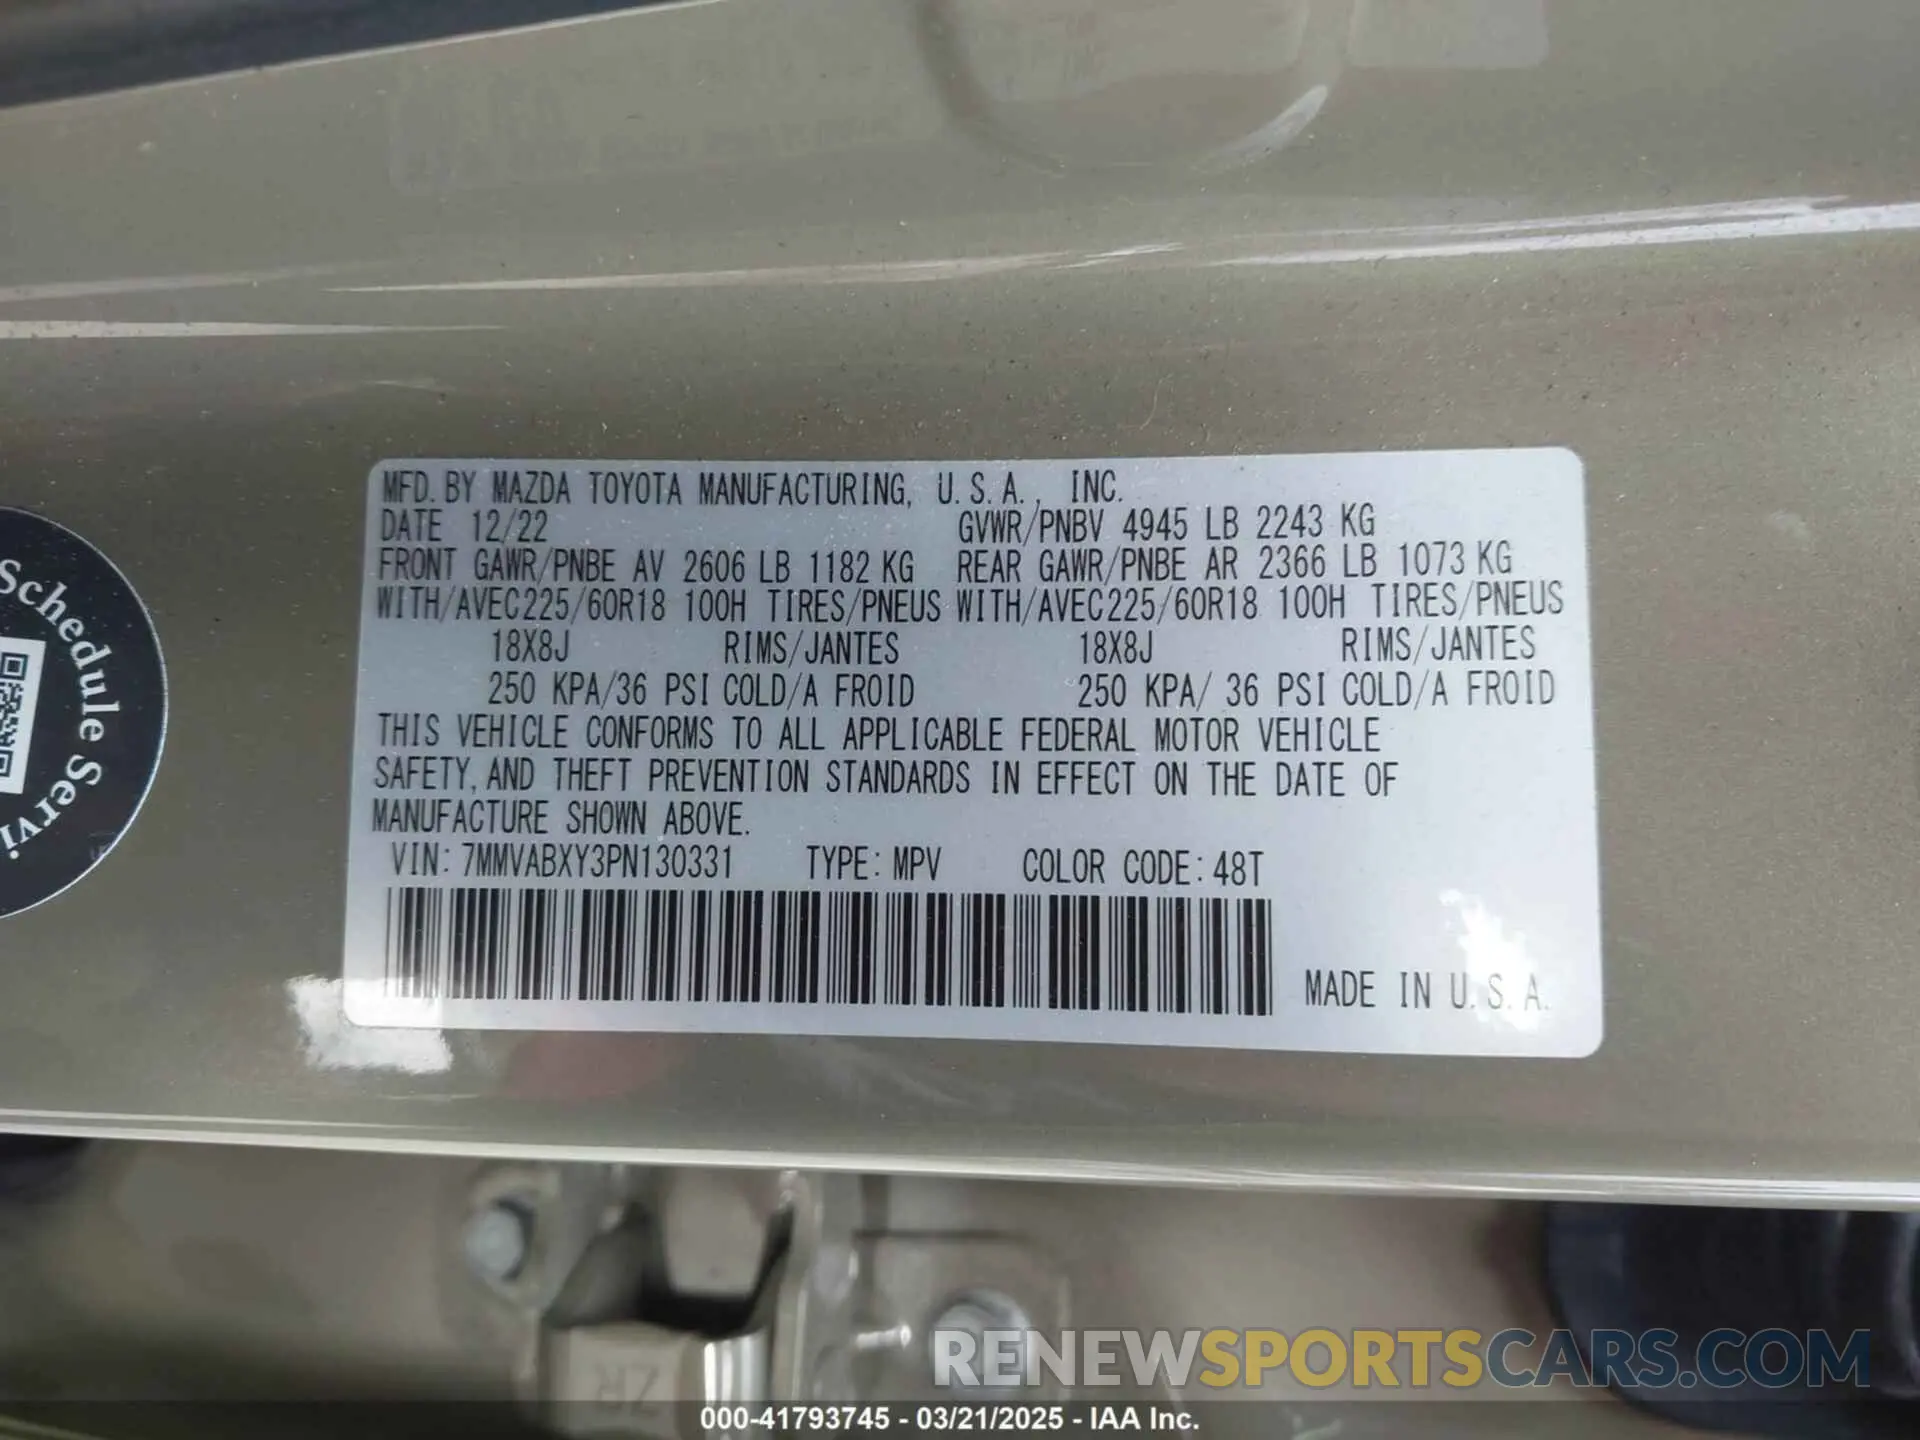 MFD. BY MAZDA TOYOTA MANUFACTURING, U.S.A., INC.
DATE 12/22 GVWR/PNBV 4945 LB 2243 KG
FRONT GAWR/PNBE AV 2606 LB 1182 KG REAR GAWR/PNBE AR 2366 LB 1073 KG
WITH/AVEC225/60R18 100H TIRES/PNEUS WITH/AVEC225/60R18 100H TIRES/PNEUS
18X8J RIMS/JANTES 18X8J RIMS/JANTES
250 KPA/36 PSI COLD/A FROID 250 KPA/ 36 PSI COLD/A FROID
THIS VEHICLE CONFORMS TO ALL APPLICABLE FEDERAL MOTOR VEHICLE
SAFETY, AND THEFT PREVENTION STANDARDS IN EFFECT ON THE DATE OF
MANUFACTURE SHOWN ABOVE.
VIN: 7MMVABXY3PN130331 TYPE: MPV COLOR CODE: 48T
MADE IN U.S.A.
Schedule Servi
ZR
RENEWSPORTSCARS.COM
000-41793745 - 03/21/2025 - IAA Inc.